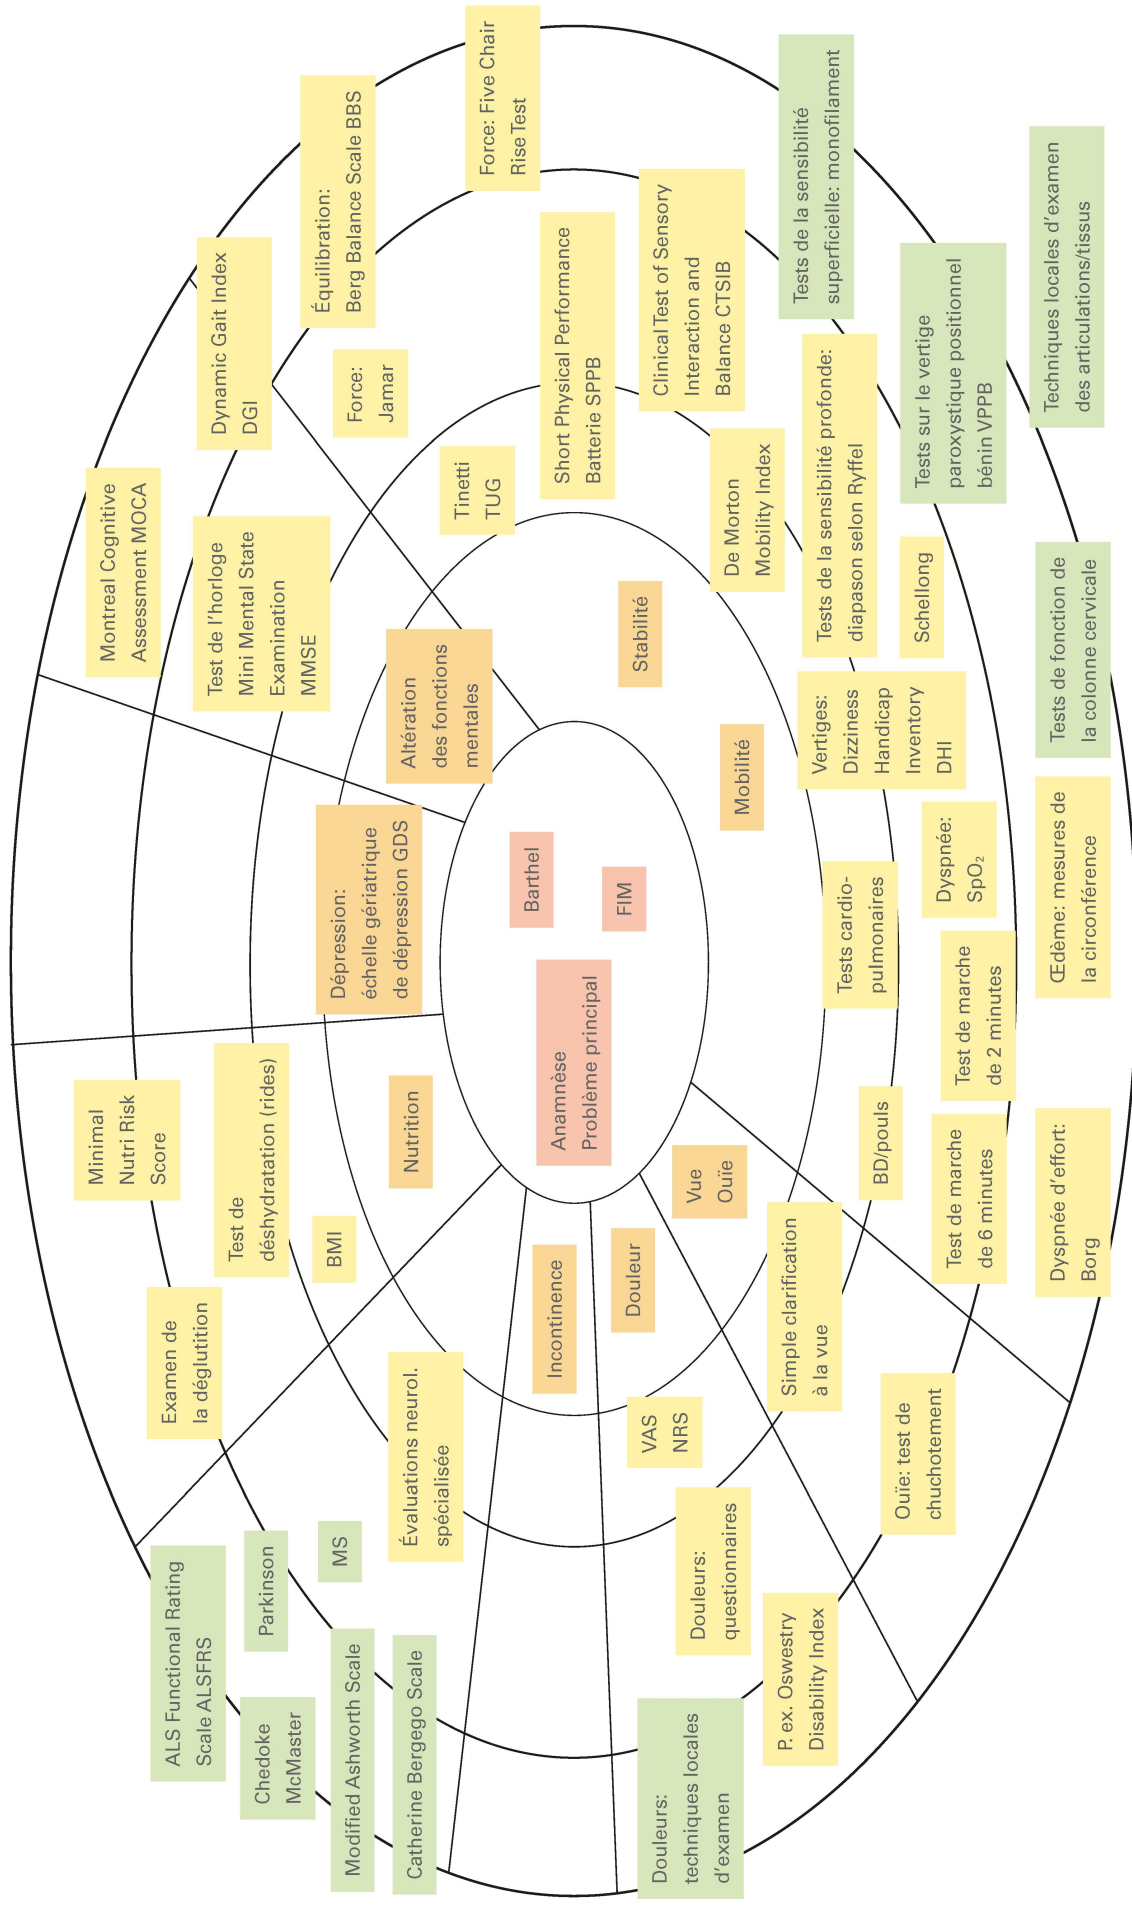 Minimal
Nutri Risk
Score
Montreal Cognitive
Assessment MOCA
ALS Functional Rating
Scale ALSFRS
Examen de
la déglutition
Test de l'horloge
Mini Mental State
Examination
MMSE
Dynamic Gait Index
DGI
Test de
déshydratation (rides)
Chedoke
McMaster
Parkinson
Équilibration:
Berg Balance Scale BBS
MS
BMI
Dépression:
échelle gériatrique
de dépression GDS
Force:
Jamar
Modified Ashworth Scale
Catherine Bergego Scale
Évaluations neurol.
spécialisée
Nutrition
Altération
des fonctions
mentales
Tinetti
TUG
Force: Five Chair
Rise Test
Incontinence
Anamnèse
Problème principal
Barthel
FIM
Short Physical Performance
Batterie SPPB
Douleur
Stabilité
VAS
NRS
Clinical Test of Sensory
Interaction and
Balance CTSIB
Douleurs:
techniques locales
d'examen
Douleurs:
questionnaires
Vue
Ouïe
Mobilité
De Morton
Mobility Index
P. ex. Oswestry
Disability Index
Simple clarification
à la vue
Tests de la sensibilité
superficielle: monofilament
Vertiges:
Dizziness
Handicap
Inventory
DHI
Tests de la sensibilité profonde:
diapason selon Ryffel
Tests cardio-
pulmonaires
BD/pouls
Ouïe: test de
chuchotement
Schellong
Tests sur le vertige
paroxystique positionnel
bénin VPPB
Dyspnée:
SpO₂
Test de marche
de 6 minutes
Test de marche
de 2 minutes
Dyspnée d'effort:
Borg
Œdème: mesures de
la circonférence
Tests de fonction de
la colonne cervicale
Techniques locales d'examen
des articulations/tissus